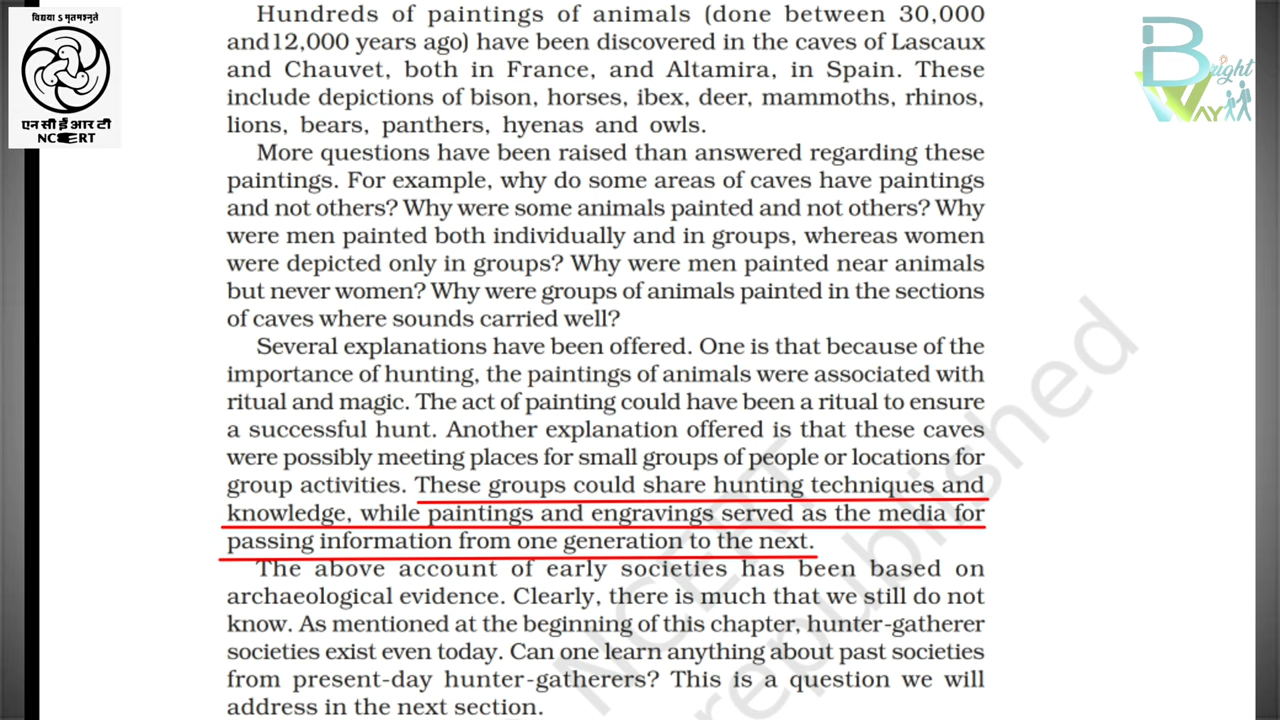 विद्यया ऽ मृतमश्नुते
एन सी ई आर टी
NCERT
Bright
Way
Hundreds of paintings of animals (done between 30,000
and12,000 years ago) have been discovered in the caves of Lascaux
and Chauvet, both in France, and Altamira, in Spain. These
include depictions of bison, horses, ibex, deer, mammoths, rhinos,
lions, bears, panthers, hyenas and owls.
More questions have been raised than answered regarding these
paintings. For example, why do some areas of caves have paintings
and not others? Why were some animals painted and not others? Why
were men painted both individually and in groups, whereas women
were depicted only in groups? Why were men painted near animals
but never women? Why were groups of animals painted in the sections
of caves where sounds carried well?
Several explanations have been offered. One is that because of the
importance of hunting, the paintings of animals were associated with
ritual and magic. The act of painting could have been a ritual to ensure
a successful hunt. Another explanation offered is that these caves
were possibly meeting places for small groups of people or locations for
group activities. These groups could share hunting techniques and
knowledge, while paintings and engravings served as the media for
passing information from one generation to the next.
The above account of early societies has been based on
archaeological evidence. Clearly, there is much that we still do not
know. As mentioned at the beginning of this chapter, hunter-gatherer
societies exist even today. Can one learn anything about past societies
from present-day hunter-gatherers? This is a question we will
address in the next section.
NCERT
republished